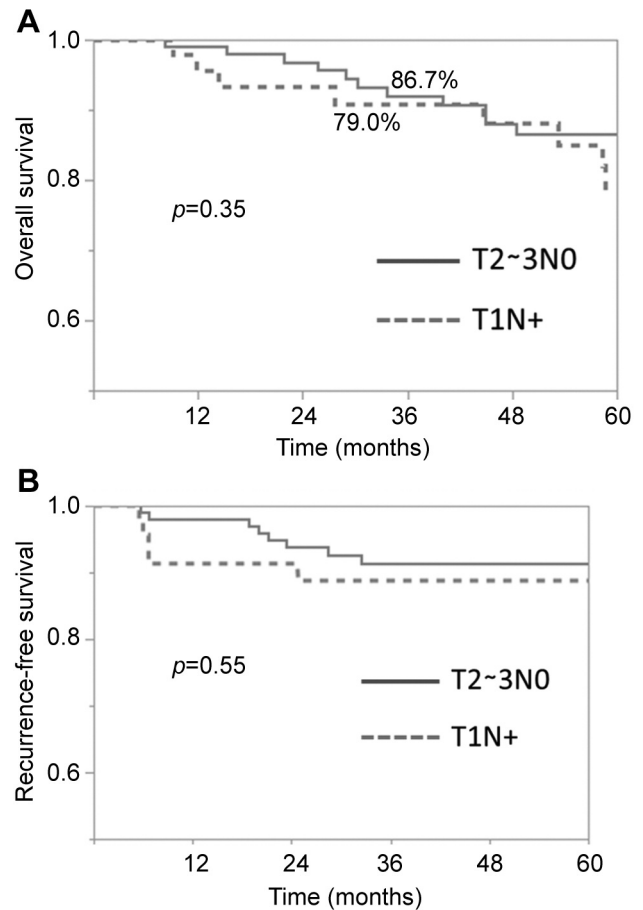 A
1.0
0.8
0.6
Overall survival
86.7%
79.0%
p=0.35
T2~3N0
T1N+
12 24 36 48 60
Time (months)
B
1.0
0.8
0.6
Recurrence-free survival
p=0.55
T2~3N0
T1N+
12 24 36 48 60
Time (months)